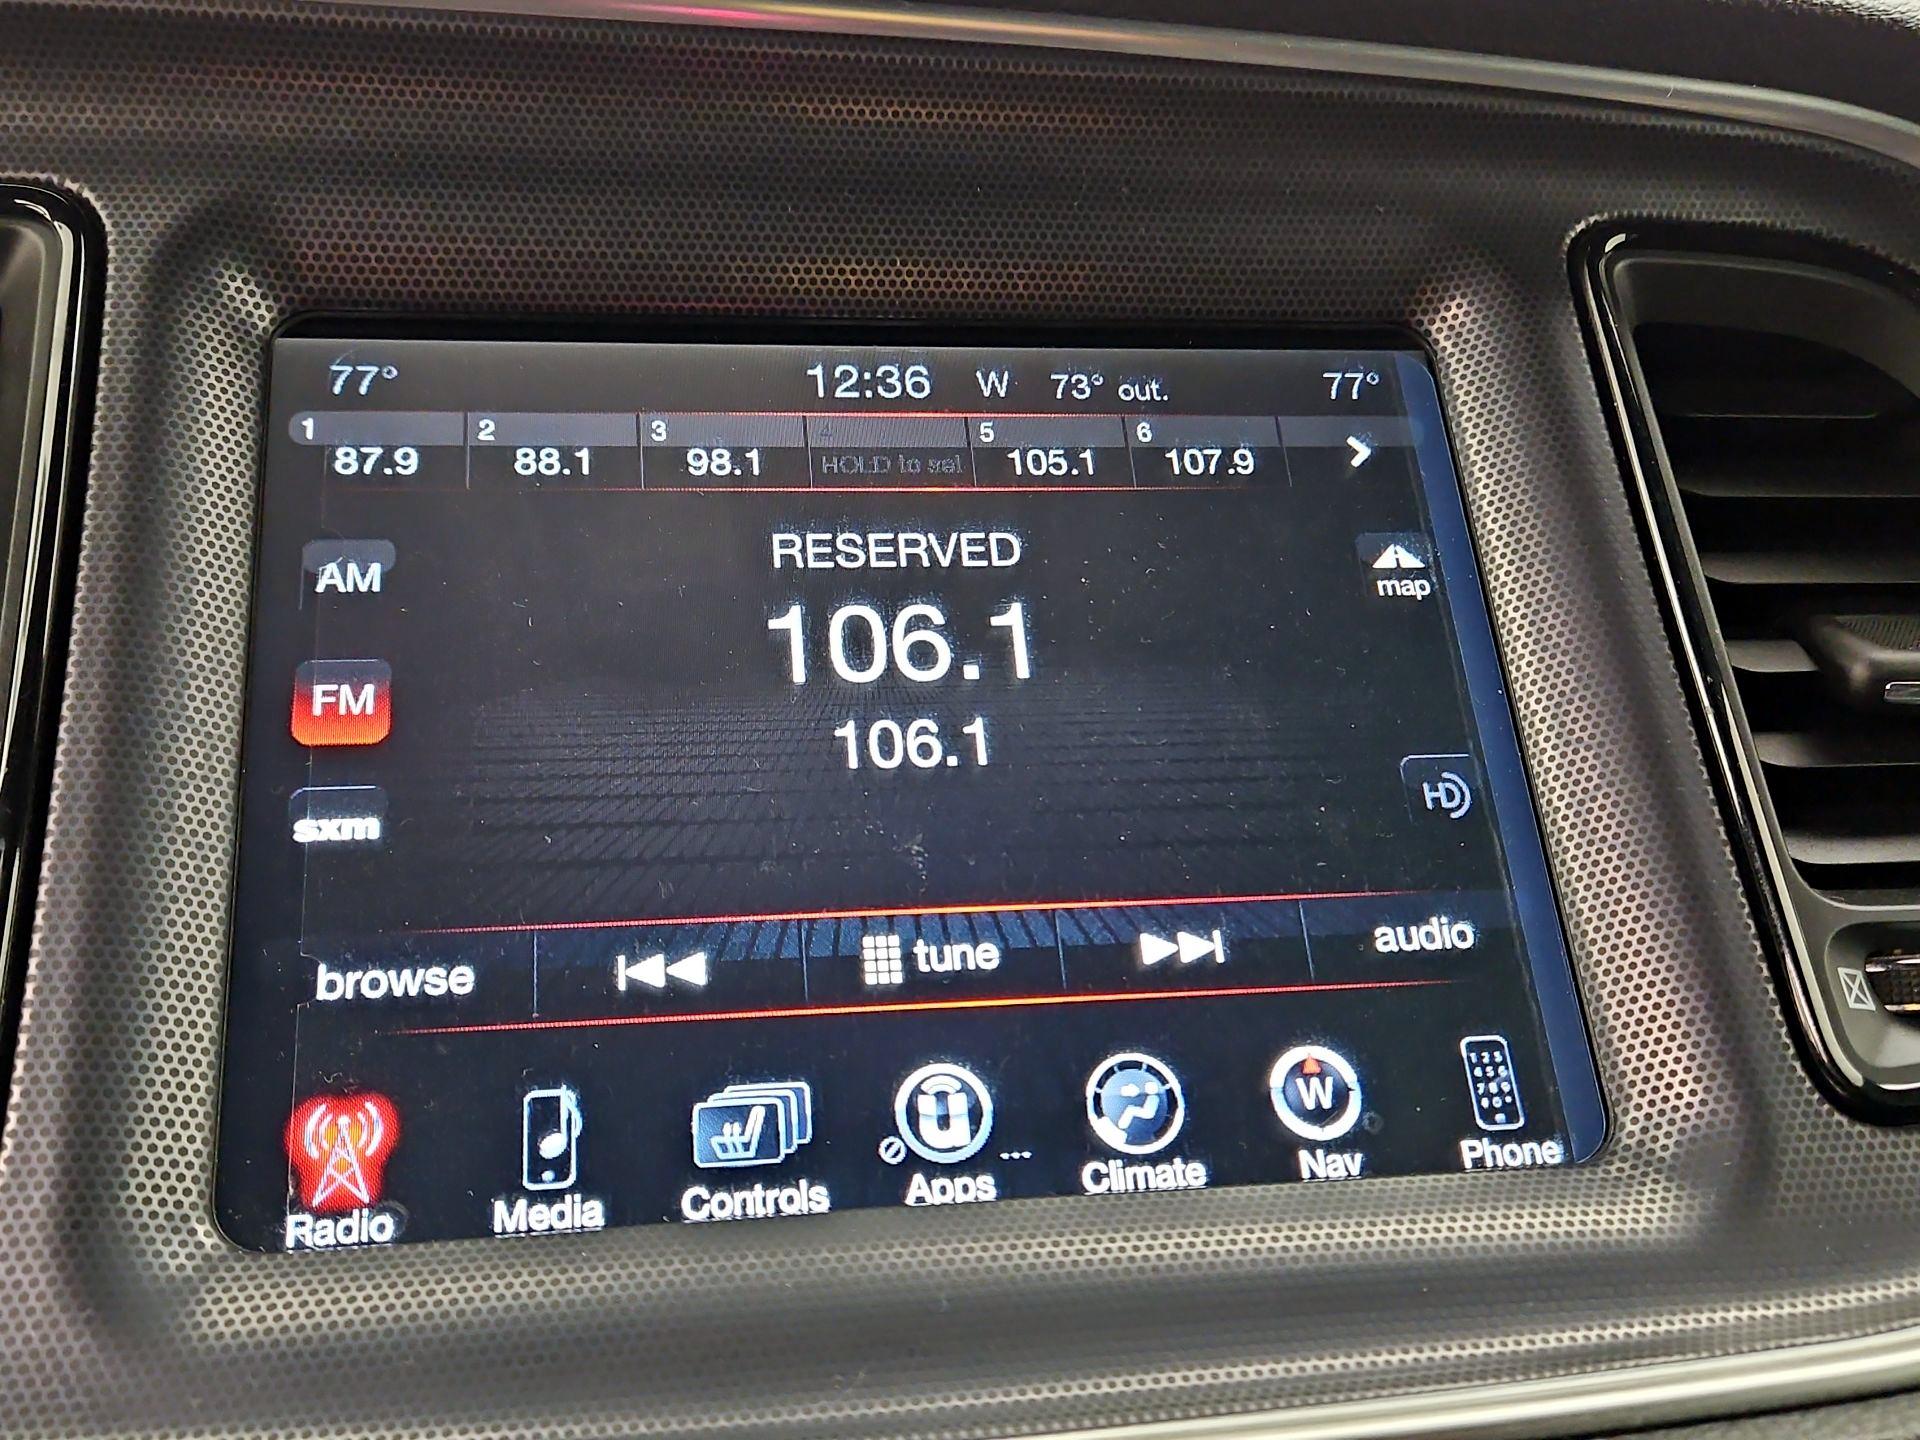 77° 12:36 W 73° out. 77°
1 2 3 4 5 6
87.9 88.1 98.1 HOLD to set 105.1 107.9
RESERVED
106.1
106.1
AM
FM
sxm
map
HD
browse tune audio
Radio Media Controls Apps Climate Nav Phone
W